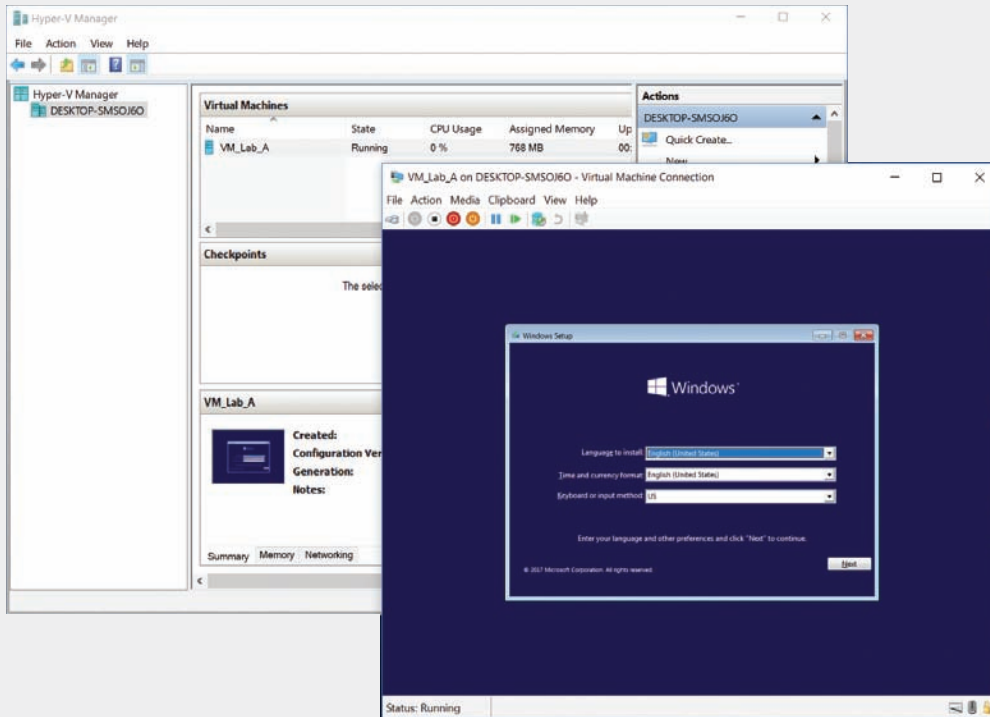 Hyper-V Manager
File Action View Help
Hyper-V Manager
DESKTOP-SMSOJ6O
Virtual Machines
Name State CPU Usage Assigned Memory Up
VM_Lab_A Running 0 % 768 MB 00:
Checkpoints
The selec
VM_Lab_A
Created:
Configuration Ver
Generation:
Notes:
Summary Memory Networking
Actions
DESKTOP-SMSOJ6O
Quick Create...
New
VM_Lab_A on DESKTOP-SMSOJ6O - Virtual Machine Connection
File Action Media Clipboard View Help
Windows Setup
Windows
Language to install: English (United States)
Time and currency format: English (United States)
Keyboard or input method: US
Enter your language and other preferences and click "Next" to continue.
© 2017 Microsoft Corporation. All rights reserved.
Next
Status: Running